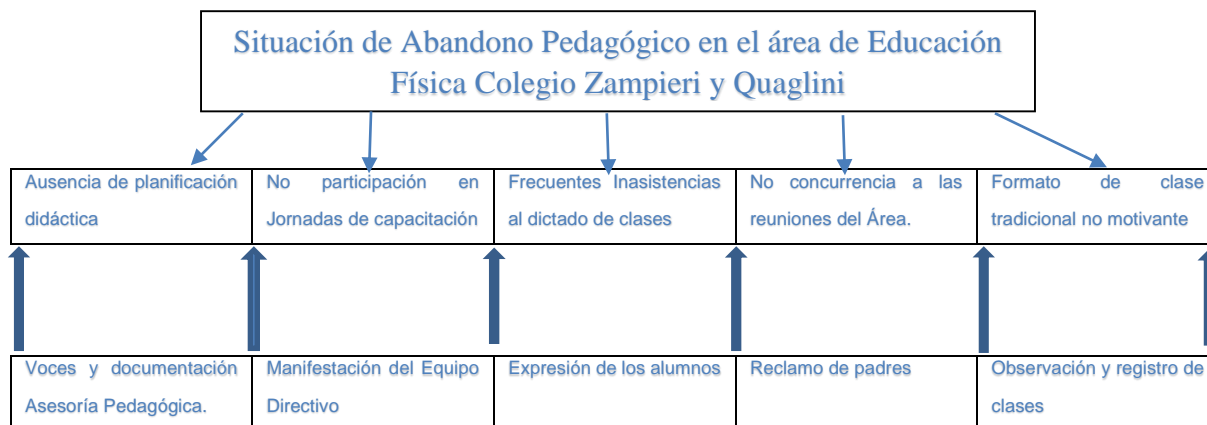 Situación de Abandono Pedagógico en el área de Educación
Física Colegio Zampieri y Quaglini
Ausencia de planificación
didáctica
No participación en
Jornadas de capacitación
Frecuentes Inasistencias
al dictado de clases
No concurrencia a las
reuniones del Área.
Formato de clase
tradicional no motivante
Voces y documentación
Asesoría Pedagógica.
Manifestación del Equipo
Directivo
Expresión de los alumnos
Reclamo de padres
Observación y registro de
clases